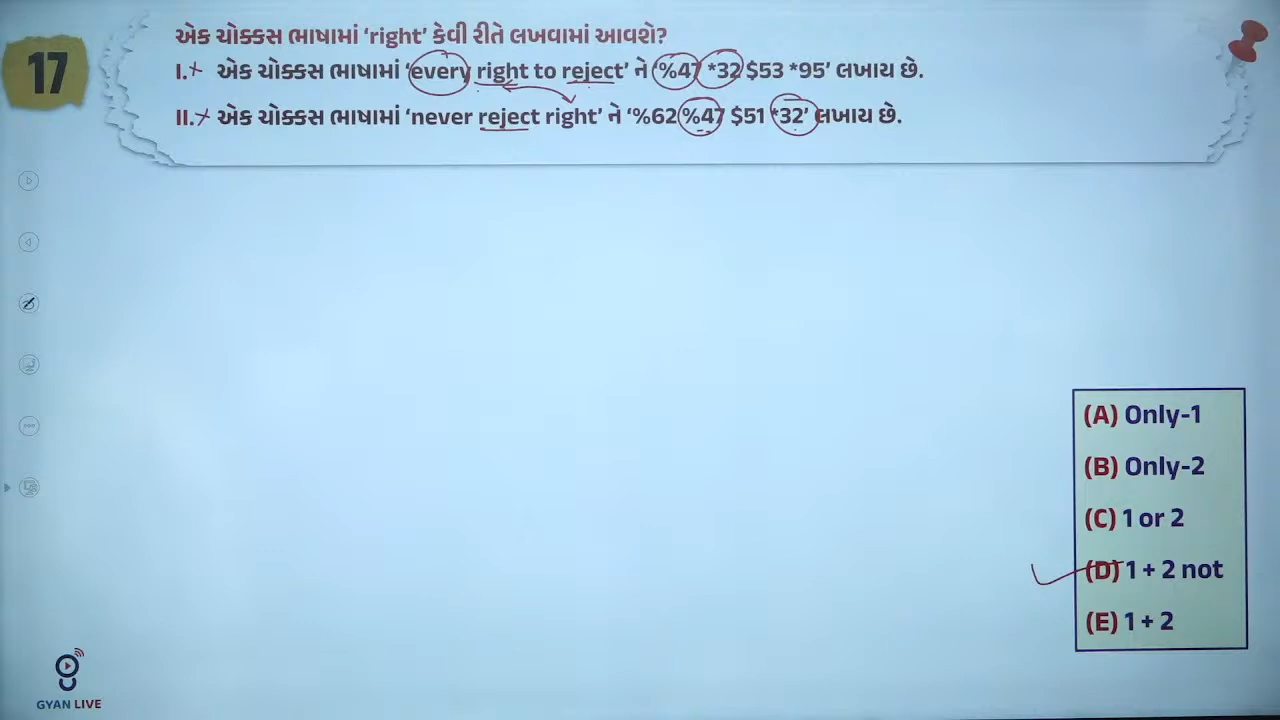 17
એક ચોક્કસ ભાષામાં ‘right’ કેવી રીતે લખવામાં આવશે?
I. એક ચોક્કસ ભાષામાં ‘every right to reject’ ને ‘%47 *32 $53 *95’ લખાય છે.
II. એક ચોક્કસ ભાષામાં ‘never reject right’ ને ‘%62 %47 $51 *32’ લખાય છે.
(A) Only-1
(B) Only-2
(C) 1 or 2
(D) 1 + 2 not
(E) 1 + 2
GYAN LIVE